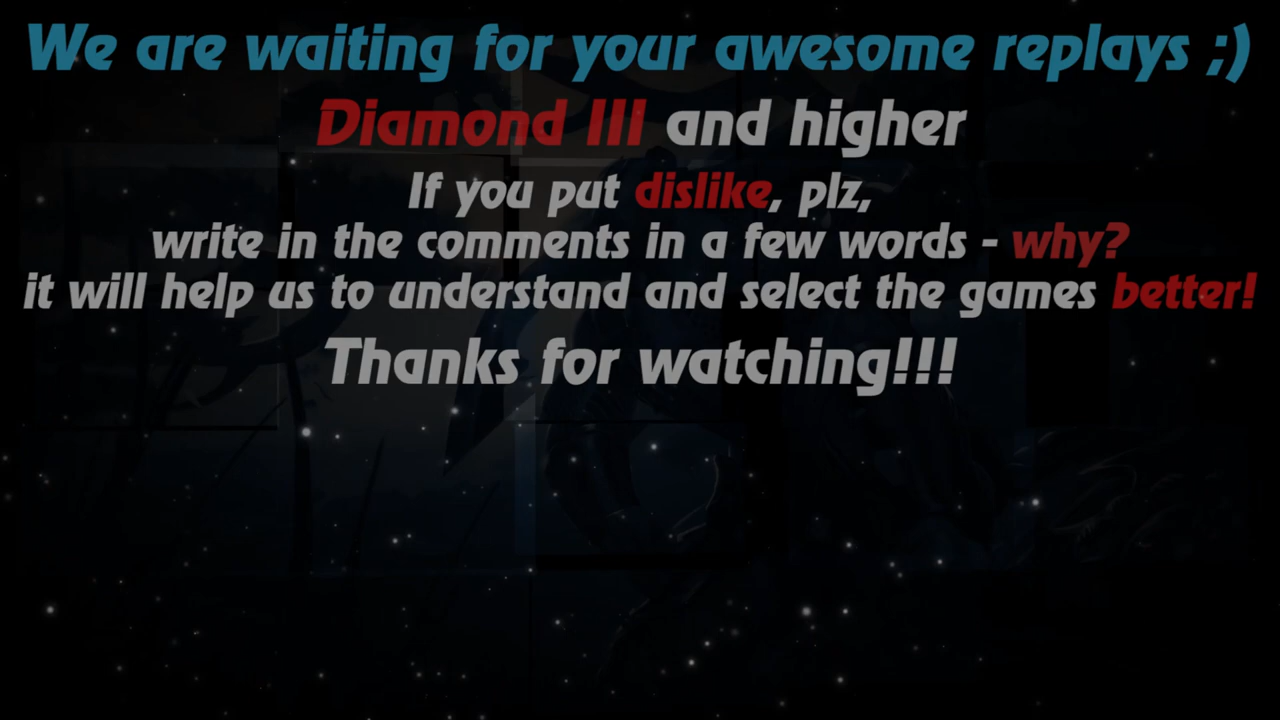 We are waiting for your awesome replays ;)
Diamond III and higher
If you put dislike, plz,
write in the comments in a few words - why?
it will help us to understand and select the games better!
Thanks for watching!!!